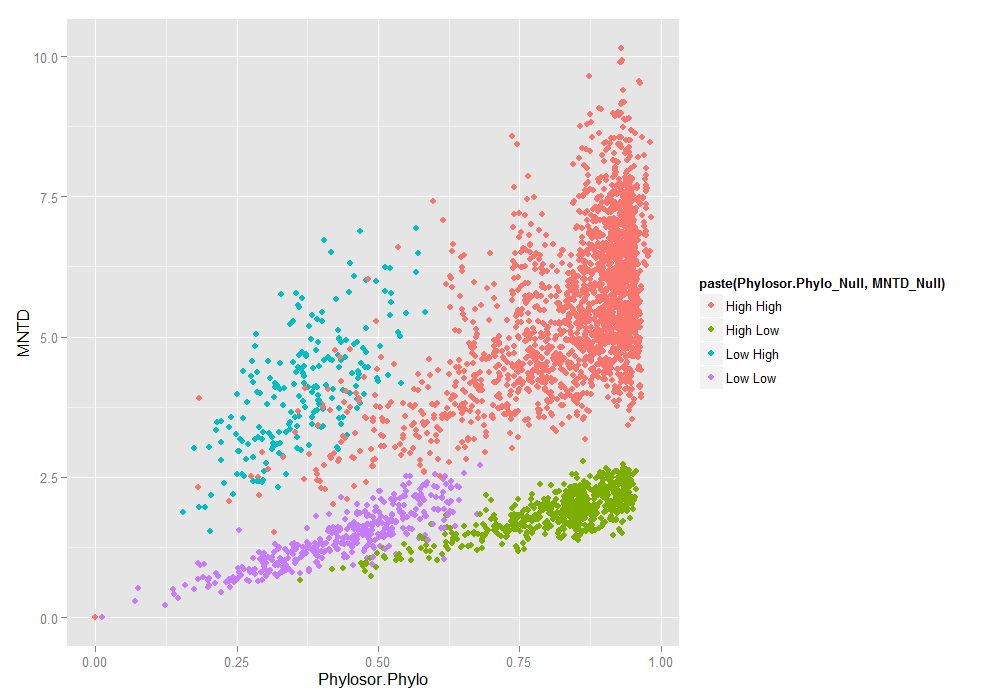 10.0
7.5
5.0
2.5
0.0
MNTD
0.00 0.25 0.50 0.75 1.00
Phylosor.Phylo
paste(Phylosor.Phylo_Null, MNTD_Null)
High High
High Low
Low High
Low Low